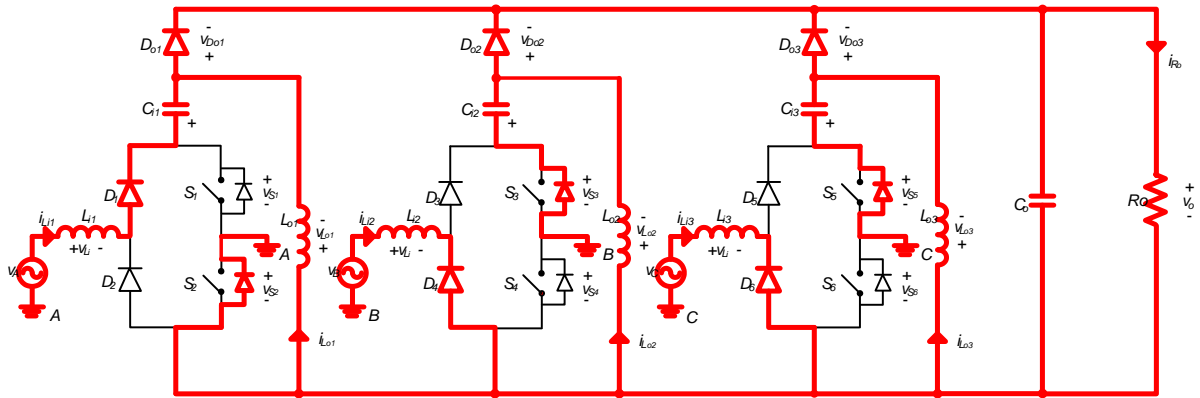 Do1 - vDo1 + Do2 - vDo2 + Do3 - vDo3 +
iRo
Ci1 + Ci2 + Ci3 +
D1 S1 + vS1 - D3 S3 + vS3 - D5 S5 + vS5 -
iLi1 Li1 Lo1 - vLo1 + iLi2 Li2 Lo2 - vLo2 + iLi3 Li3 Lo3 - vLo3 + Co Ro + vo -
+ vLi - A + vLi - B + vLi - C
vA D2 S2 + vS2 - vB D4 S4 + vS4 - vC D6 S6 + vS6 -
A B C
iLo1 iLo2 iLo3